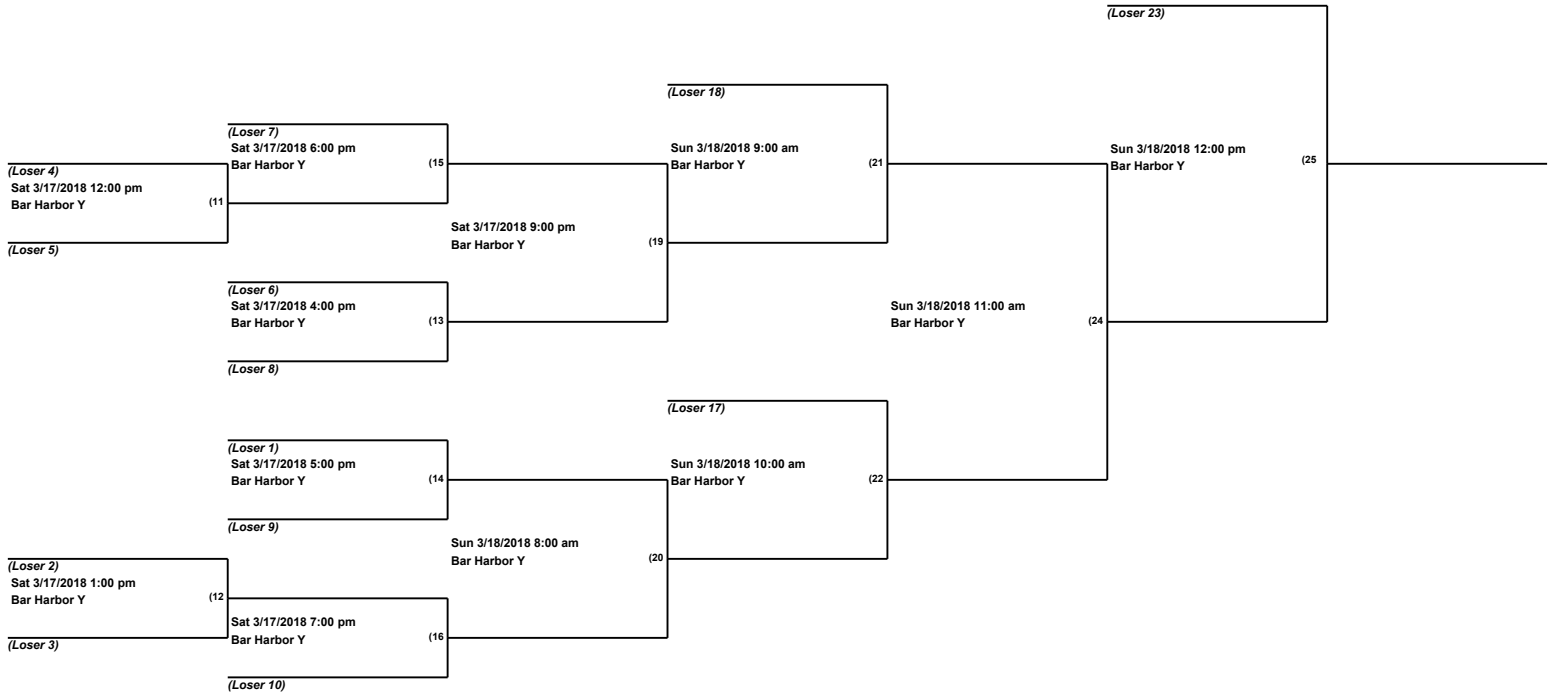 (Loser 23)
(Loser 18)
(Loser 7)
Sat 3/17/2018 6:00 pm
Bar Harbor Y
(15
Sun 3/18/2018 9:00 am
Bar Harbor Y
(21
Sun 3/18/2018 12:00 pm
Bar Harbor Y
(25
(Loser 4)
Sat 3/17/2018 12:00 pm
Bar Harbor Y
(11
Sat 3/17/2018 9:00 pm
Bar Harbor Y
(19
(Loser 5)
(Loser 6)
Sat 3/17/2018 4:00 pm
Bar Harbor Y
(13
Sun 3/18/2018 11:00 am
Bar Harbor Y
(24
(Loser 8)
(Loser 17)
(Loser 1)
Sat 3/17/2018 5:00 pm
Bar Harbor Y
(14
Sun 3/18/2018 10:00 am
Bar Harbor Y
(22
(Loser 9)
Sun 3/18/2018 8:00 am
Bar Harbor Y
(20
(Loser 2)
Sat 3/17/2018 1:00 pm
Bar Harbor Y
(12
Sat 3/17/2018 7:00 pm
Bar Harbor Y
(16
(Loser 3)
(Loser 10)